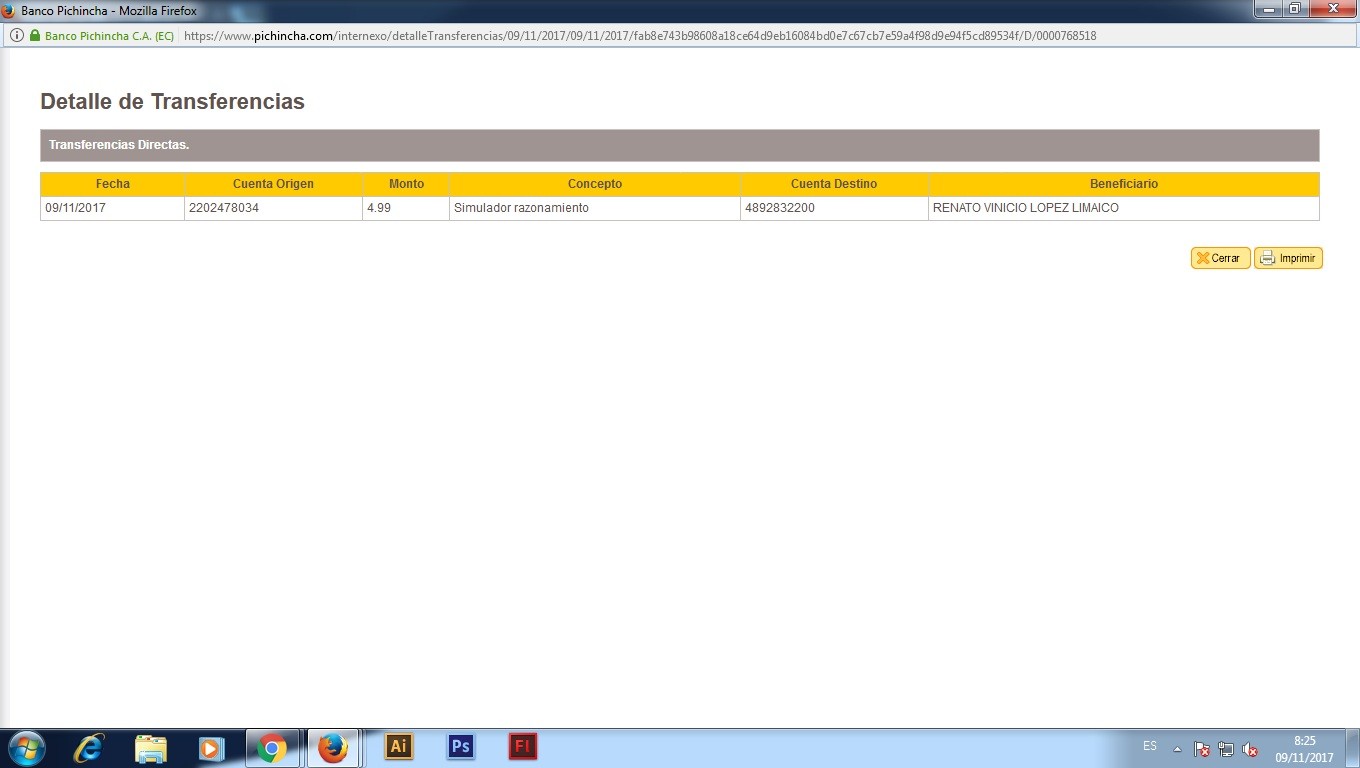 Banco Pichincha - Mozilla Firefox
Banco Pichincha C.A. (EC) https://www.pichincha.com/internexo/detalleTransferencias/09/11/2017/09/11/2017/fab8e743b98608a18ce64d9eb16084bd0e7c67cb7e59a4f98d9e94f5cd89534f/D/0000768518
Detalle de Transferencias
Transferencias Directas.
Fecha Cuenta Origen Monto Concepto Cuenta Destino Beneficiario
09/11/2017 2202478034 4.99 Simulador razonamiento 4892832200 RENATO VINICIO LOPEZ LIMAICO
Cerrar Imprimir
Ai Ps Fl ES 8:25
09/11/2017